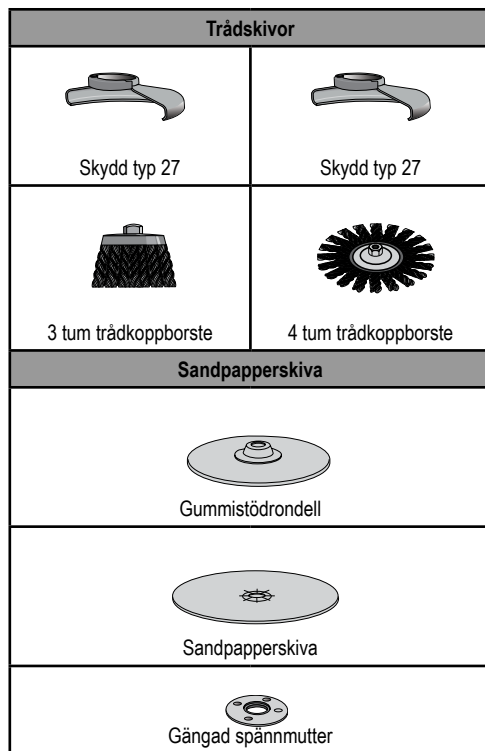 Trådskivor
Skydd typ 27
Skydd typ 27
3 tum trådkoppborste
4 tum trådkoppborste
Sandpapperskiva
Gummistödrondell
Sandpapperskiva
Gängad spännmutter